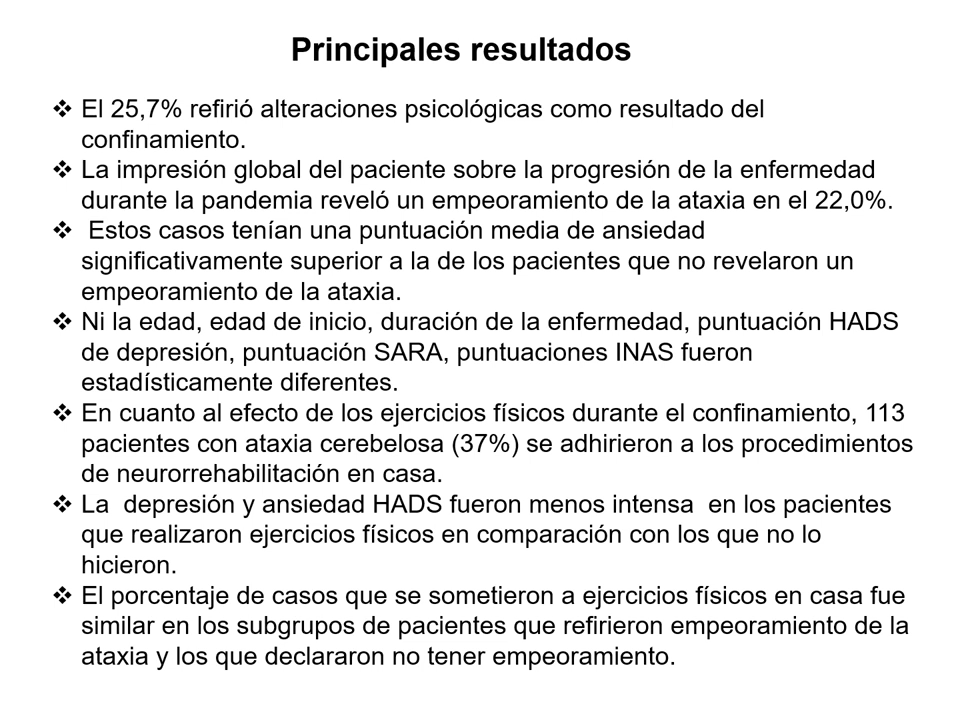 Principales resultados
❖ El 25,7% refirió alteraciones psicológicas como resultado del
confinamiento.
❖ La impresión global del paciente sobre la progresión de la enfermedad
durante la pandemia reveló un empeoramiento de la ataxia en el 22,0%.
❖ Estos casos tenían una puntuación media de ansiedad
significativamente superior a la de los pacientes que no revelaron un
empeoramiento de la ataxia.
❖ Ni la edad, edad de inicio, duración de la enfermedad, puntuación HADS
de depresión, puntuación SARA, puntuaciones INAS fueron
estadísticamente diferentes.
❖ En cuanto al efecto de los ejercicios físicos durante el confinamiento, 113
pacientes con ataxia cerebelosa (37%) se adhirieron a los procedimientos
de neurorrehabilitación en casa.
❖ La depresión y ansiedad HADS fueron menos intensa en los pacientes
que realizaron ejercicios físicos en comparación con los que no lo
hicieron.
❖ El porcentaje de casos que se sometieron a ejercicios físicos en casa fue
similar en los subgrupos de pacientes que refirieron empeoramiento de la
ataxia y los que declararon no tener empeoramiento.